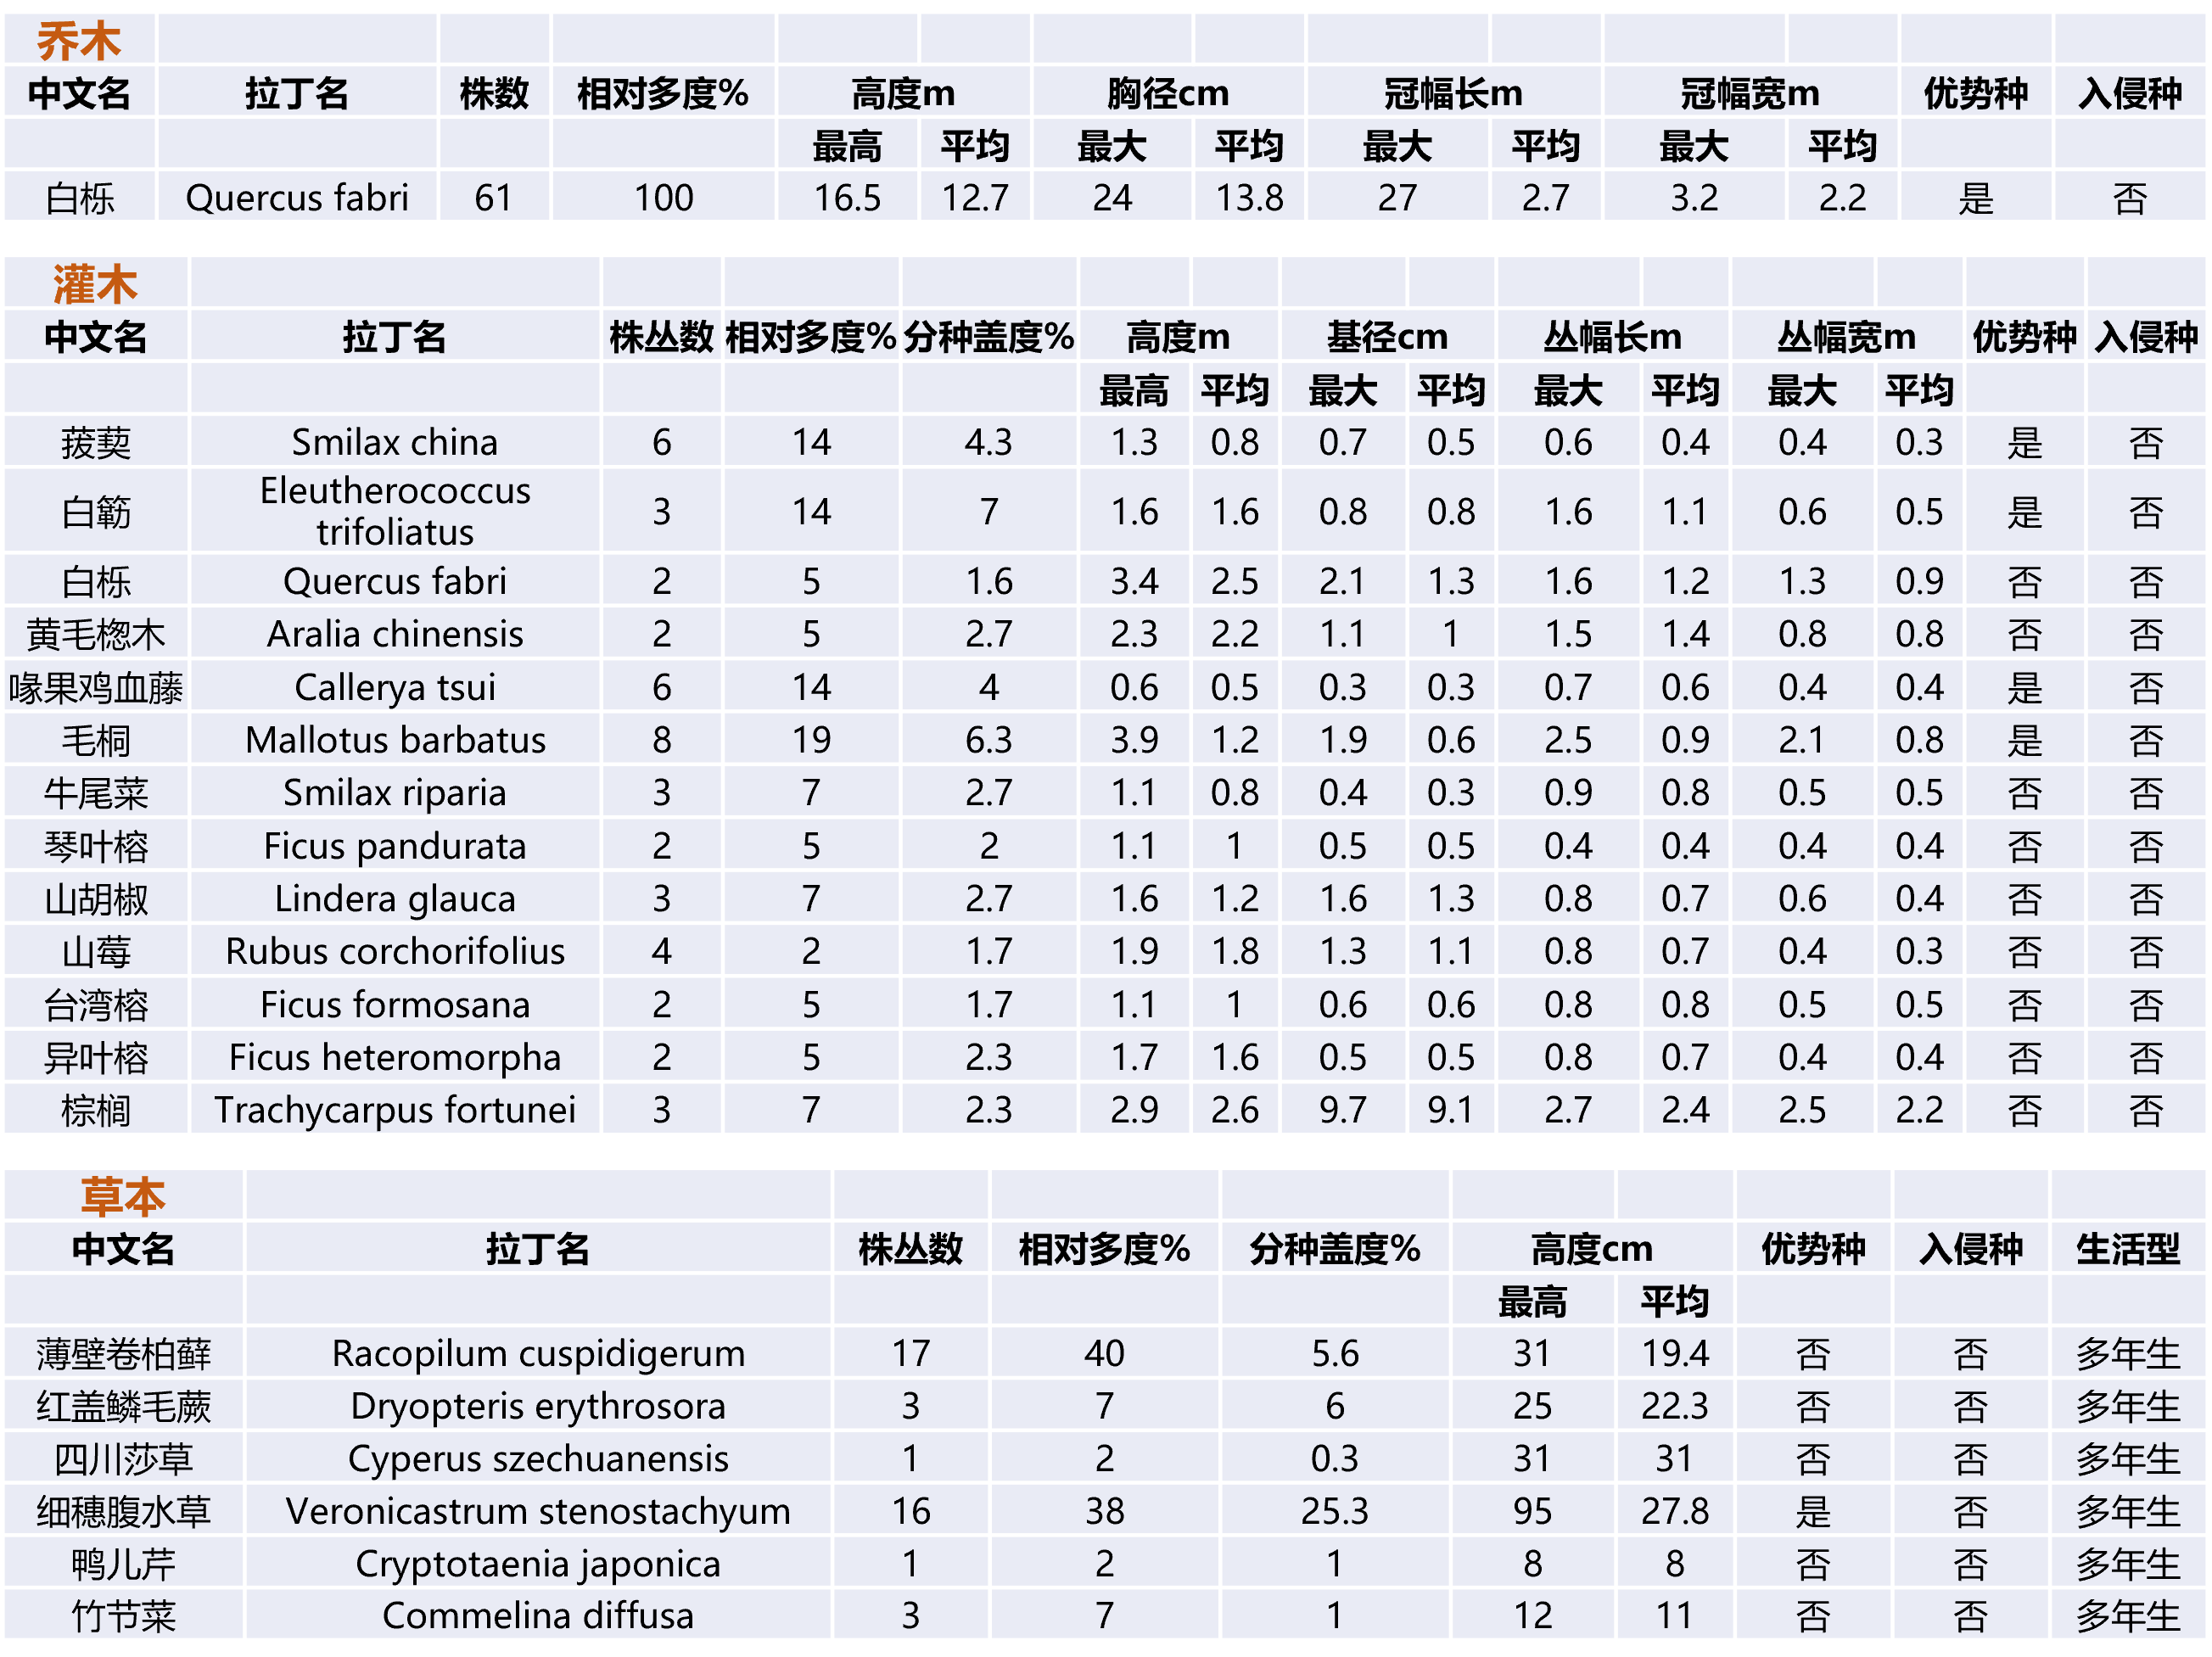 乔木
中文名 拉丁名 株数 相对多度% 高度m 胸径cm 冠幅长m 冠幅宽m 优势种 入侵种
最高 平均 最大 平均 最大 平均 最大 平均
白栎 Quercus fabri 61 100 16.5 12.7 24 13.8 27 2.7 3.2 2.2 是 否
灌木
中文名 拉丁名 株丛数 相对多度% 分种盖度% 高度m 基径cm 丛幅长m 丛幅宽m 优势种 入侵种
最高 平均 最大 平均 最大 平均 最大 平均
菝葜 Smilax china 6 14 4.3 1.3 0.8 0.7 0.5 0.6 0.4 0.4 0.3 是 否
白簕 Eleutherococcus trifoliatus 3 14 7 1.6 1.6 0.8 0.8 1.6 1.1 0.6 0.5 是 否
白栎 Quercus fabri 2 5 1.6 3.4 2.5 2.1 1.3 1.6 1.2 1.3 0.9 否 否
黄毛楤木 Aralia chinensis 2 5 2.7 2.3 2.2 1.1 1 1.5 1.4 0.8 0.8 否 否
喙果鸡血藤 Callerya tsui 6 14 4 0.6 0.5 0.3 0.3 0.7 0.6 0.4 0.4 是 否
毛桐 Mallotus barbatus 8 19 6.3 3.9 1.2 1.9 0.6 2.5 0.9 2.1 0.8 是 否
牛尾菜 Smilax riparia 3 7 2.7 1.1 0.8 0.4 0.3 0.9 0.8 0.5 0.5 否 否
琴叶榕 Ficus pandurata 2 5 2 1.1 1 0.5 0.5 0.4 0.4 0.4 0.4 否 否
山胡椒 Lindera glauca 3 7 2.7 1.6 1.2 1.6 1.3 0.8 0.7 0.6 0.4 否 否
山莓 Rubus corchorifolius 4 2 1.7 1.9 1.8 1.3 1.1 0.8 0.7 0.4 0.3 否 否
台湾榕 Ficus formosana 2 5 1.7 1.1 1 0.6 0.6 0.8 0.8 0.5 0.5 否 否
异叶榕 Ficus heteromorpha 2 5 2.3 1.7 1.6 0.5 0.5 0.8 0.7 0.4 0.4 否 否
棕榈 Trachycarpus fortunei 3 7 2.3 2.9 2.6 9.7 9.1 2.7 2.4 2.5 2.2 否 否
草本
中文名 拉丁名 株丛数 相对多度% 分种盖度% 高度cm 优势种 入侵种 生活型
最高 平均
薄壁卷柏藓 Racopilum cuspidigerum 17 40 5.6 31 19.4 否 否 多年生
红盖鳞毛蕨 Dryopteris erythrosora 3 7 6 25 22.3 否 否 多年生
四川莎草 Cyperus szechuanensis 1 2 0.3 31 31 否 否 多年生
细穗腹水草 Veronicastrum stenostachyum 16 38 25.3 95 27.8 是 否 多年生
鸭儿芹 Cryptotaenia japonica 1 2 1 8 8 否 否 多年生
竹节菜 Commelina diffusa 3 7 1 12 11 否 否 多年生